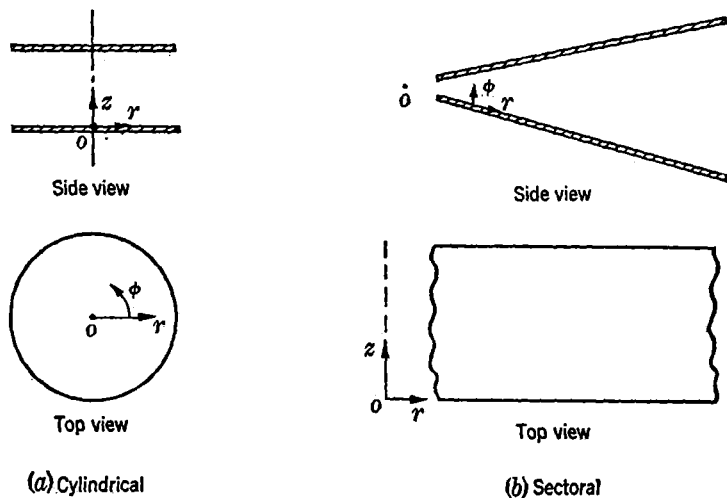 z
r
o
Side view
ϕ
o
r
Top view
(a) Cylindrical
ϕ
r
o
Side view
z
o
r
Top view
(b) Sectoral